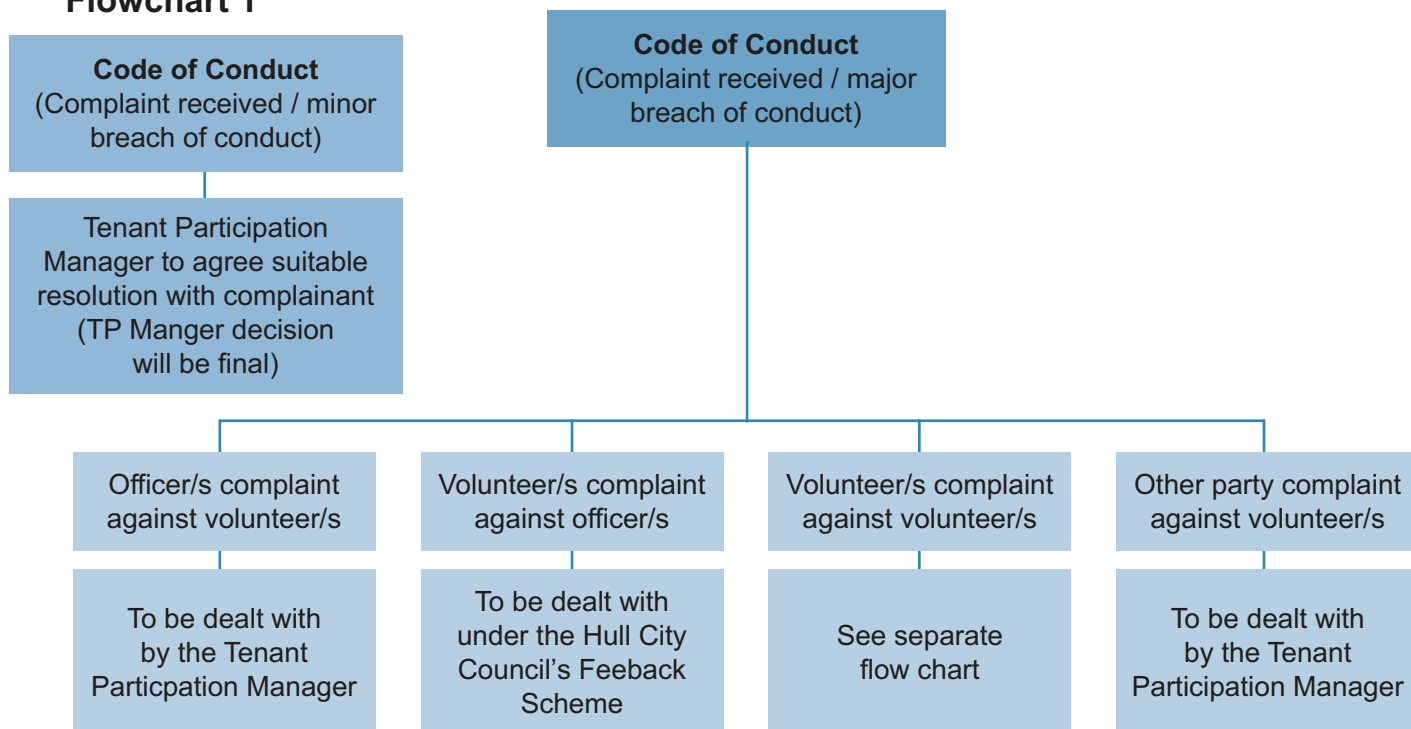 Flowchart 1
Code of Conduct
(Complaint received / minor
breach of conduct)
Tenant Participation
Manager to agree suitable
resolution with complainant
(TP Manger decision
will be final)
Code of Conduct
(Complaint received / major
breach of conduct)
Officer/s complaint
against volunteer/s
To be dealt with
by the Tenant
Particpation Manager
Volunteer/s complaint
against officer/s
To be dealt with
under the Hull City
Council's Feeback
Scheme
Volunteer/s complaint
against volunteer/s
See separate
flow chart
Other party complaint
against volunteer/s
To be dealt with
by the Tenant
Participation Manager